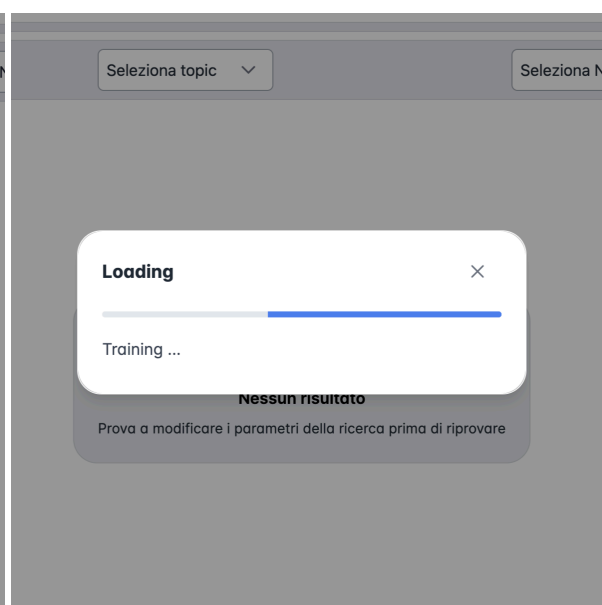 Seleziona topic
Seleziona N
Loading
Training ...
Nessun risultato
Prova a modificare i parametri della ricerca prima di riprovare